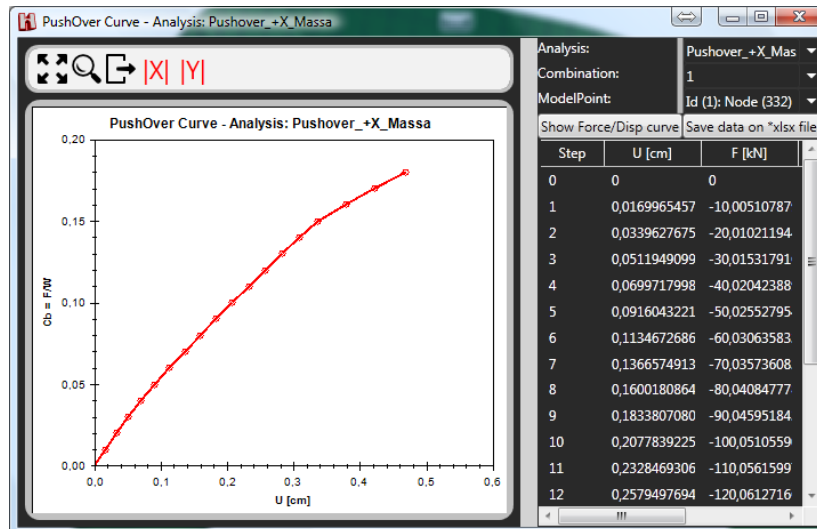 PushOver Curve - Analysis: Pushover_+X_Massa
|X| |Y|
Analysis:
Pushover_+X_Mas
Combination:
1
ModelPoint:
Id (1): Node (332)
Show Force/Disp curve
Save data on *xlsx file
PushOver Curve - Analysis: Pushover_+X_Massa
0,20
0,15
0,10
0,05
0,00
Cb = F/W
0,0 0,1 0,2 0,3 0,4 0,5 0,6
U [cm]
Step U [cm] F [kN]
0 0 0
1 0,0169965457 -10,00510787
2 0,0339627675 -20,01021194
3 0,0511949099 -30,01531791
4 0,0699717998 -40,02042388
5 0,0916043221 -50,02552795
6 0,1134672686 -60,03063583
7 0,1366574913 -70,03573608
8 0,1600180864 -80,04084777
9 0,1833807080 -90,04595184
10 0,2077839225 -100,0510559
11 0,2328469306 -110,0561599
12 0,2579497694 -120,0612716